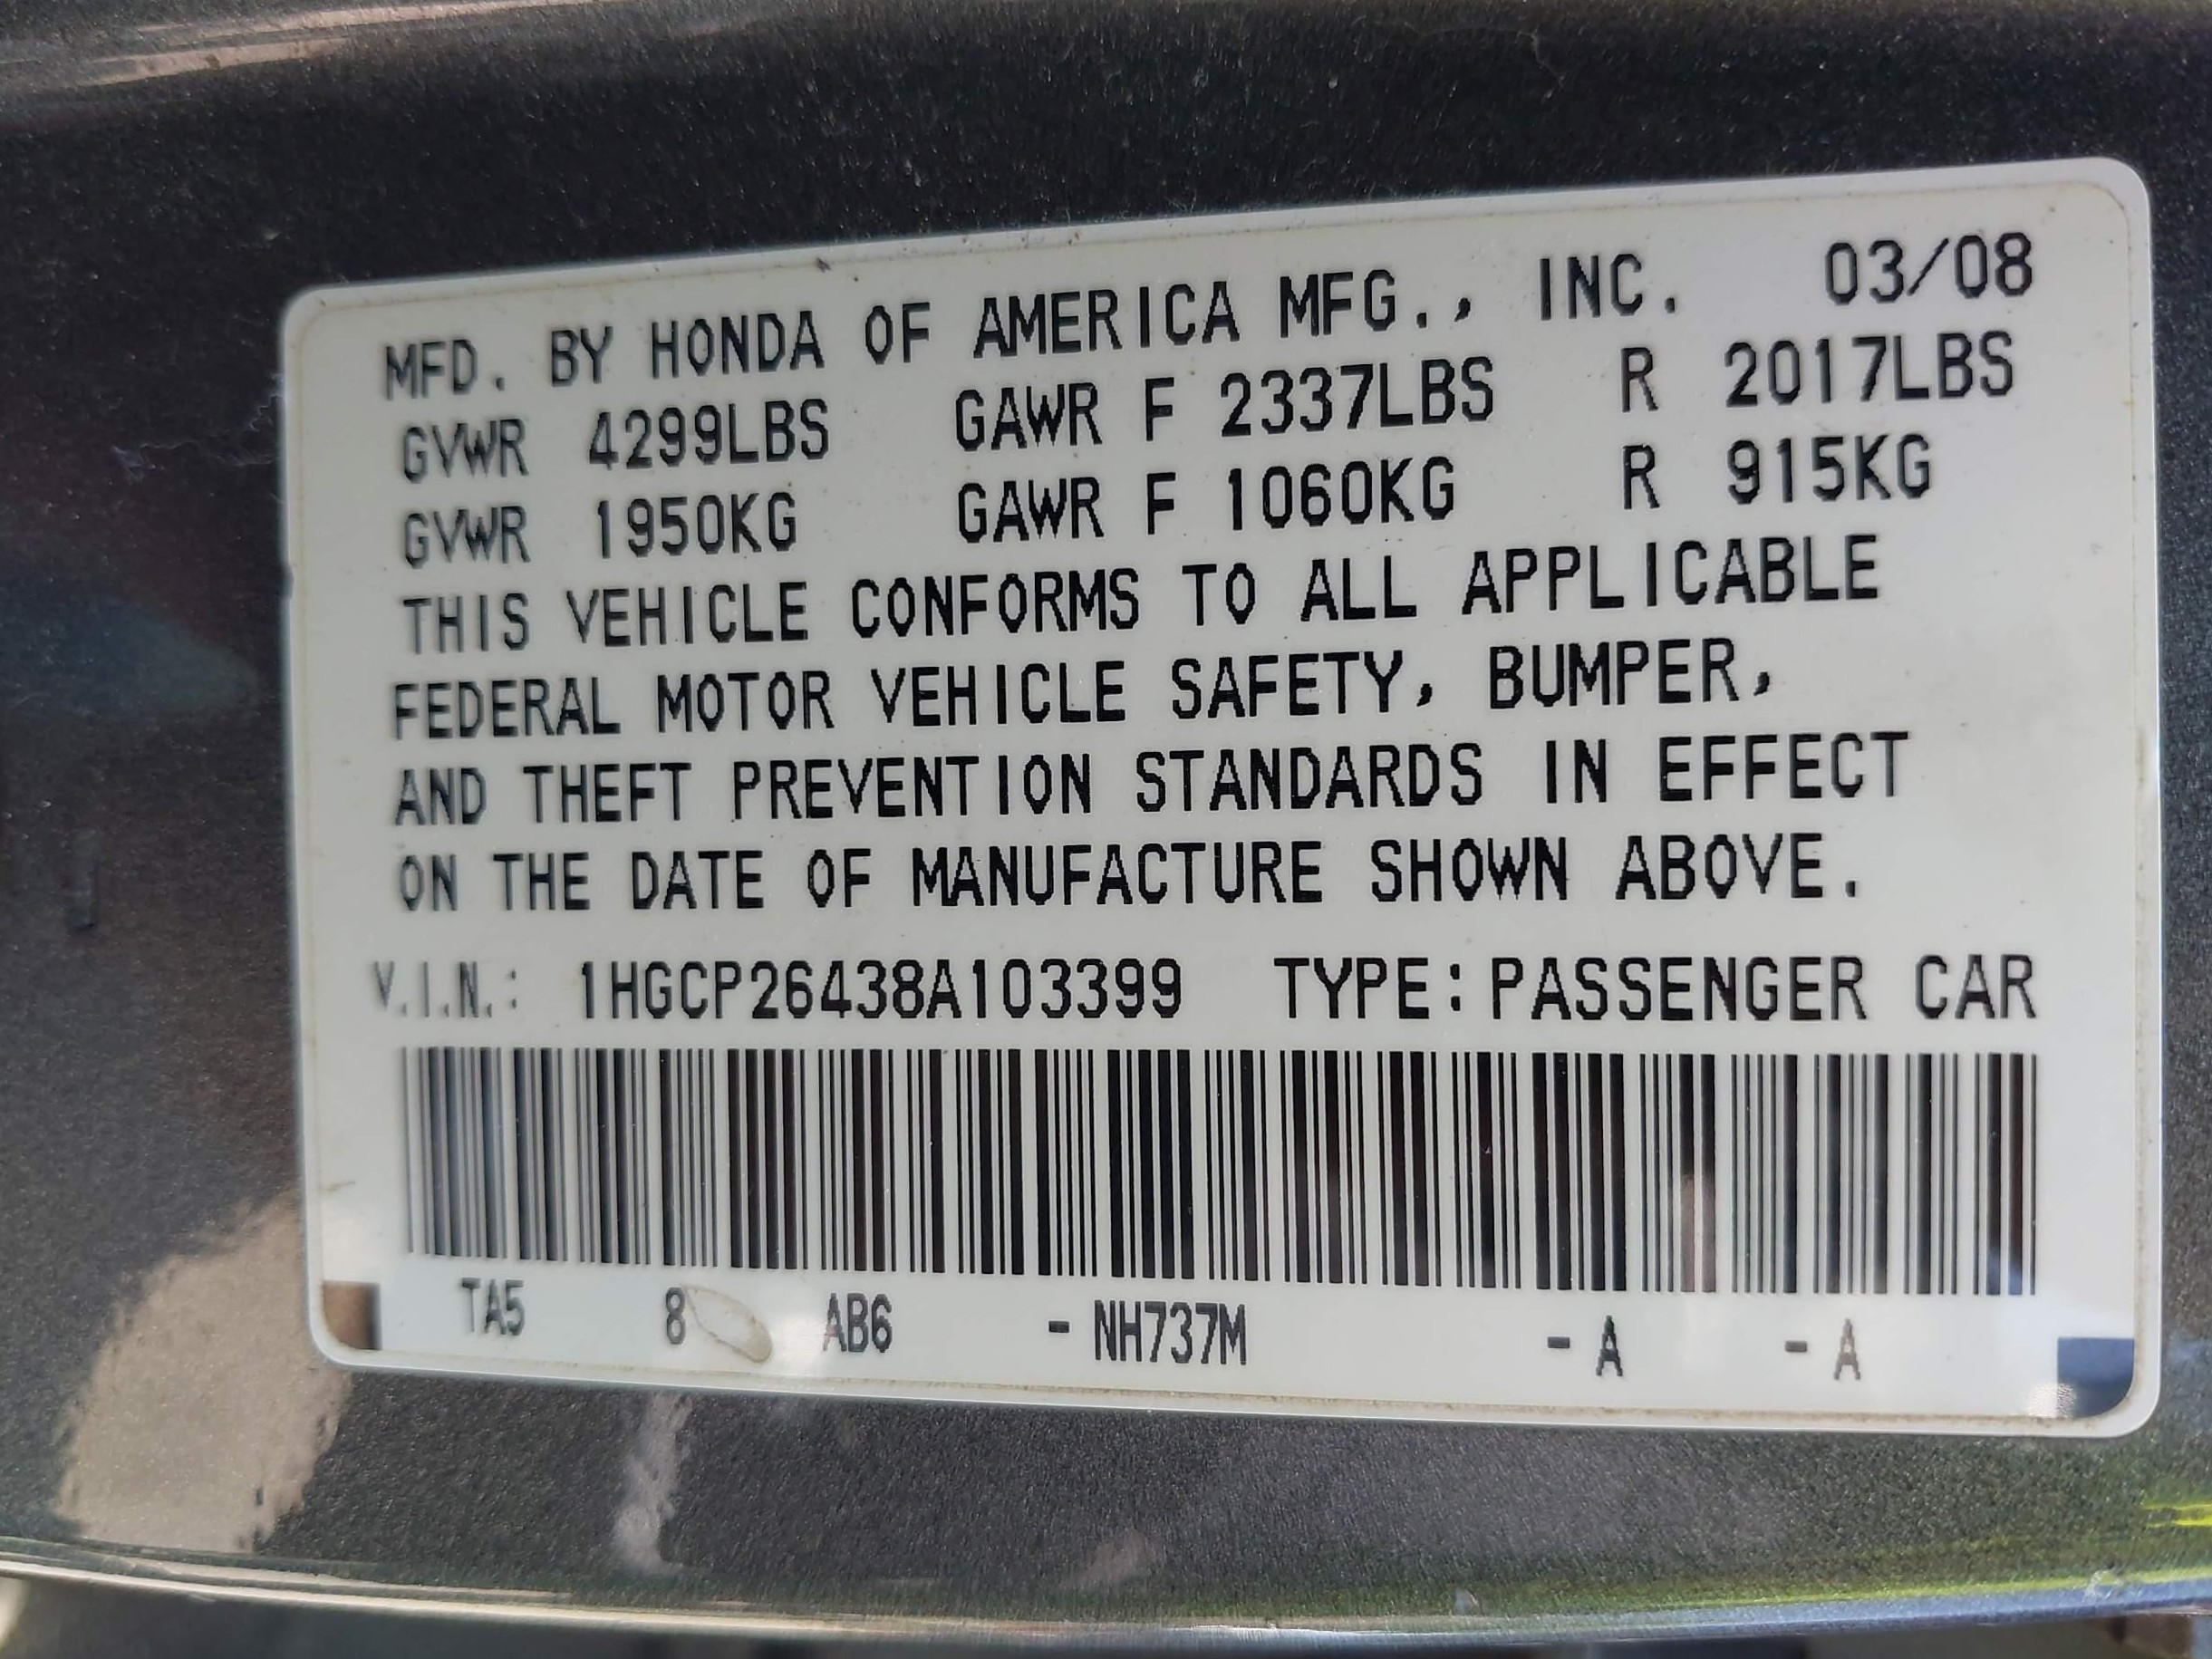 MFD. BY HONDA OF AMERICA MFG., INC. 03/08
GVWR 4299LBS GAWR F 2337LBS R 2017LBS
GVWR 1950KG GAWR F 1060KG R 915KG
THIS VEHICLE CONFORMS TO ALL APPLICABLE
FEDERAL MOTOR VEHICLE SAFETY, BUMPER,
AND THEFT PREVENTION STANDARDS IN EFFECT
ON THE DATE OF MANUFACTURE SHOWN ABOVE.
V.I.N.: 1HGCP26438A103399 TYPE: PASSENGER CAR
TA5 8 AB6 - NH737M - A - A